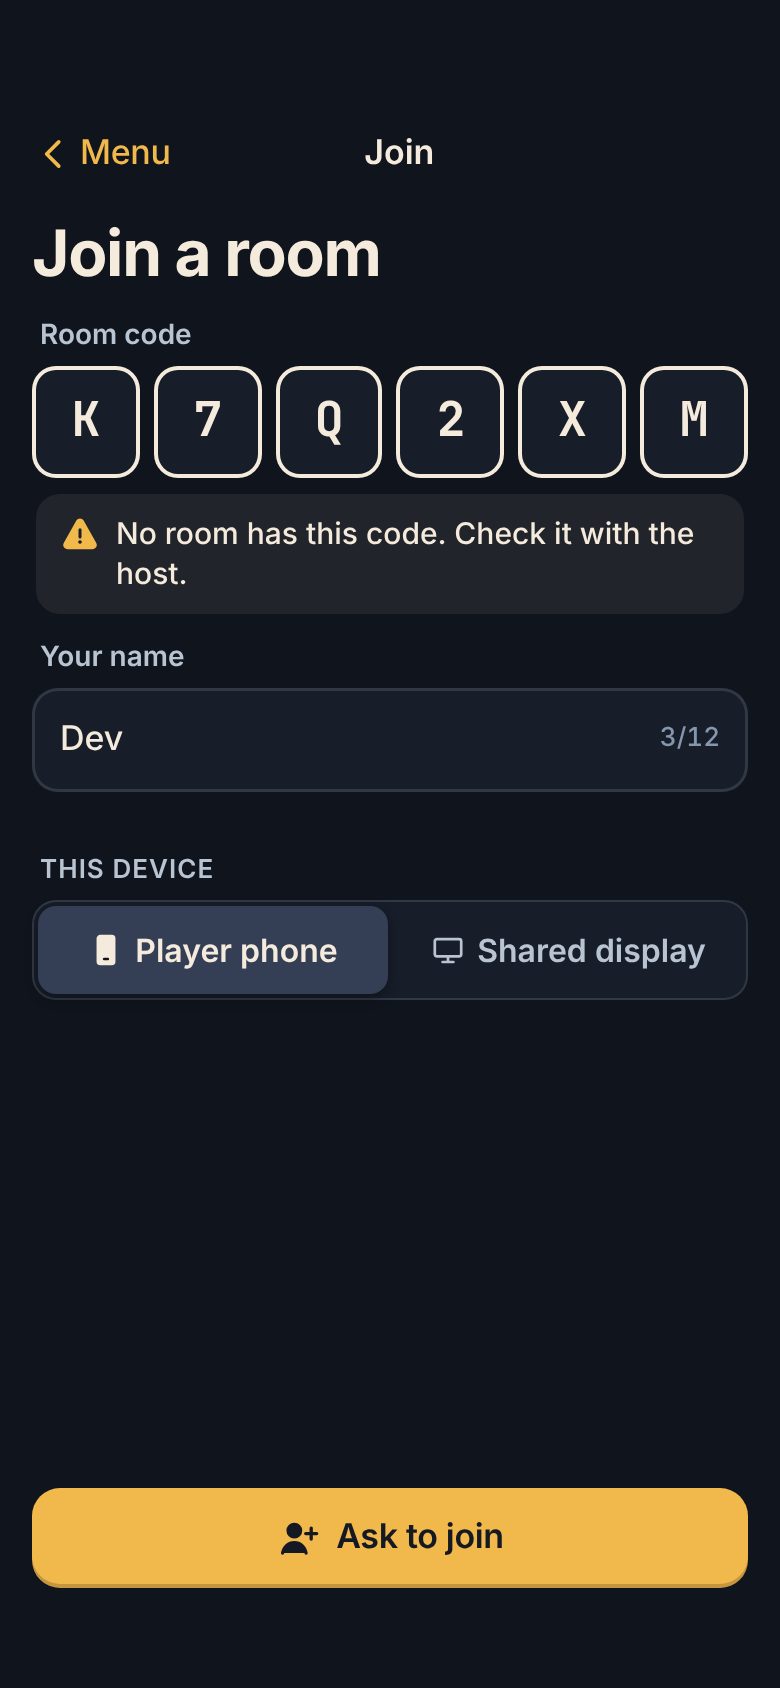 Menu
Join
Join a room
Room code
K 7 Q 2 X M
No room has this code. Check it with the
host.
Your name
Dev 3/12
THIS DEVICE
Player phone
Shared display
Ask to join